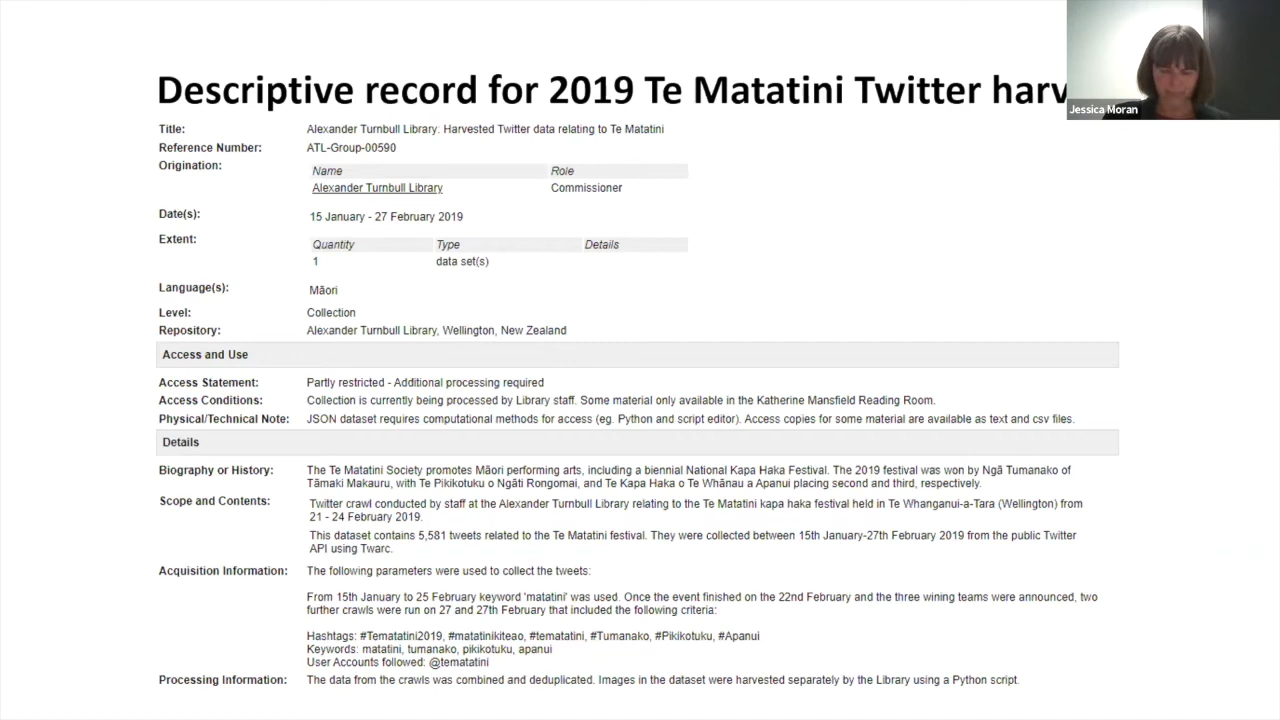 Descriptive record for 2019 Te Matatini Twitter harv
Jessica Moran
Title: Alexander Turnbull Library: Harvested Twitter data relating to Te Matatini
Reference Number: ATL-Group-00590
Origination:
Name Role
Alexander Turnbull Library Commissioner
Date(s): 15 January - 27 February 2019
Extent:
Quantity Type Details
1 data set(s)
Language(s): Māori
Level: Collection
Repository: Alexander Turnbull Library, Wellington, New Zealand
Access and Use
Access Statement: Partly restricted - Additional processing required
Access Conditions: Collection is currently being processed by Library staff. Some material only available in the Katherine Mansfield Reading Room.
Physical/Technical Note: JSON dataset requires computational methods for access (eg. Python and script editor). Access copies for some material are available as text and csv files.
Details
Biography or History: The Te Matatini Society promotes Māori performing arts, including a biennial National Kapa Haka Festival. The 2019 festival was won by Ngā Tumanako of
Tāmaki Makauru, with Te Pikikotuku o Ngāti Rongomai, and Te Kapa Haka o Te Whānau a Apanui placing second and third, respectively.
Scope and Contents: Twitter crawl conducted by staff at the Alexander Turnbull Library relating to the Te Matatini kapa haka festival held in Te Whanganui-a-Tara (Wellington) from
21 - 24 February 2019.
This dataset contains 5,581 tweets related to the Te Matatini festival. They were collected between 15th January-27th February 2019 from the public Twitter
API using Twarc.
Acquisition Information: The following parameters were used to collect the tweets:
From 15th January to 25 February keyword 'matatini' was used. Once the event finished on the 22nd February and the three wining teams were announced, two
further crawls were run on 27 and 27th February that included the following criteria:
Hashtags: #Tematatini2019, #matatinikiteao, #tematatini, #Tumanako, #Pikikotuku, #Apanui
Keywords: matatini, tumanako, pikikotuku, apanui
User Accounts followed: @tematatini
Processing Information: The data from the crawls was combined and deduplicated. Images in the dataset were harvested separately by the Library using a Python script.